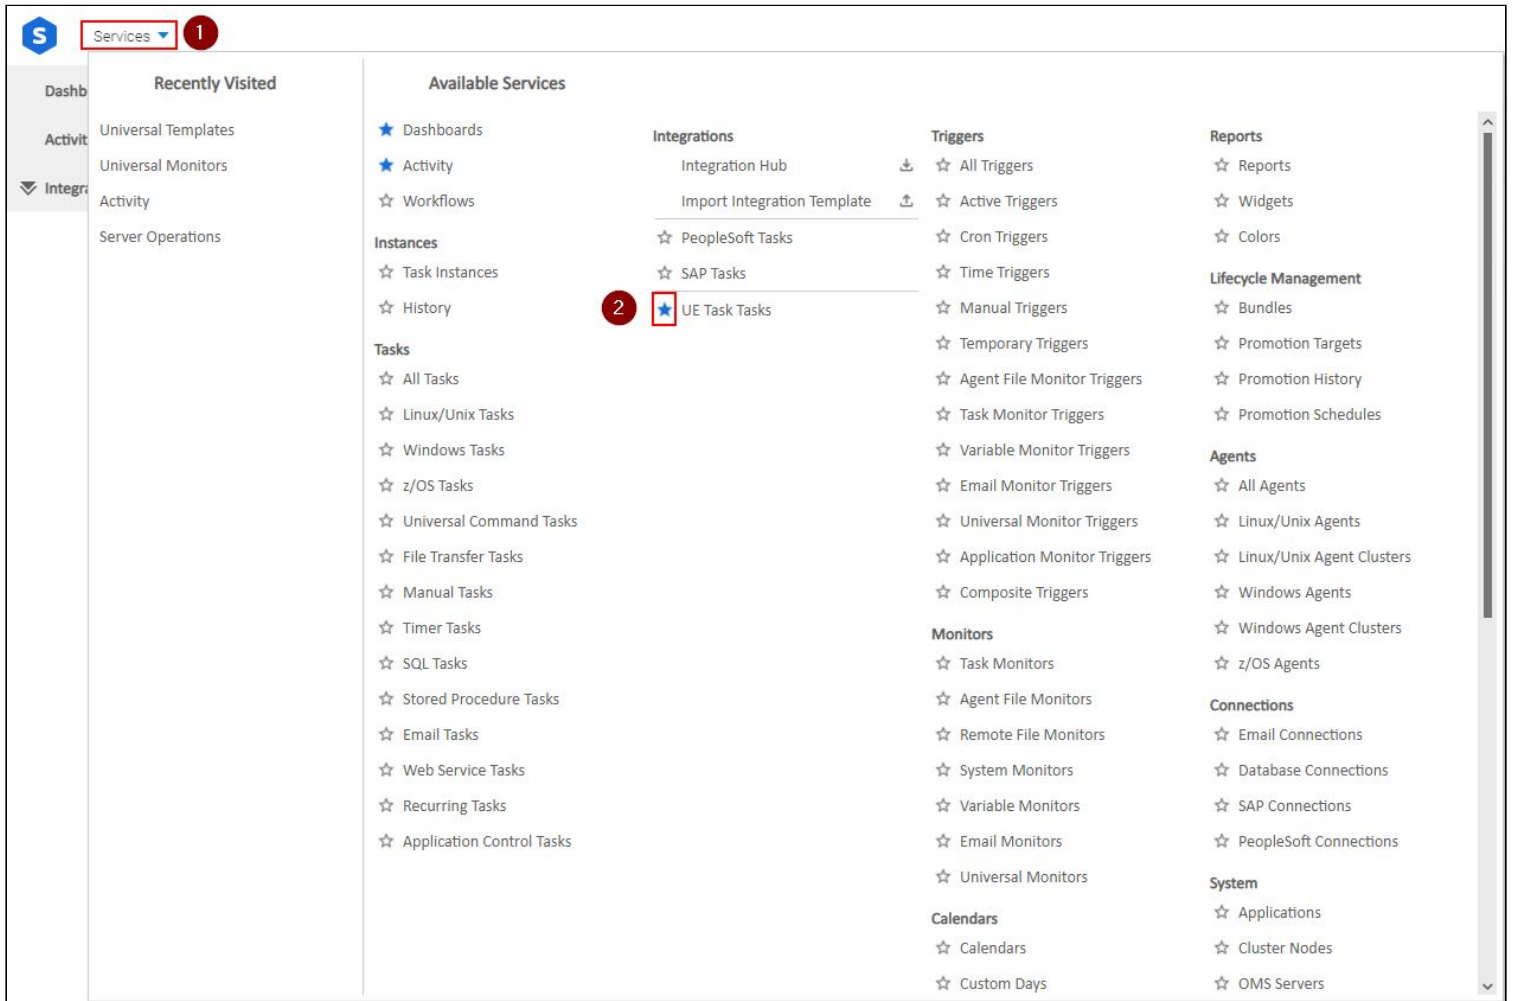 S
Services
1
Dashb
Activit
Integra
Recently Visited
Universal Templates
Universal Monitors
Activity
Server Operations
Available Services
Dashboards
Activity
Workflows
Instances
Task Instances
History
Tasks
All Tasks
Linux/Unix Tasks
Windows Tasks
z/OS Tasks
Universal Command Tasks
File Transfer Tasks
Manual Tasks
Timer Tasks
SQL Tasks
Stored Procedure Tasks
Email Tasks
Web Service Tasks
Recurring Tasks
Application Control Tasks
Integrations
Integration Hub
Import Integration Template
PeopleSoft Tasks
SAP Tasks
2
UE Task Tasks
Triggers
All Triggers
Active Triggers
Cron Triggers
Time Triggers
Manual Triggers
Temporary Triggers
Agent File Monitor Triggers
Task Monitor Triggers
Variable Monitor Triggers
Email Monitor Triggers
Universal Monitor Triggers
Application Monitor Triggers
Composite Triggers
Monitors
Task Monitors
Agent File Monitors
Remote File Monitors
System Monitors
Variable Monitors
Email Monitors
Universal Monitors
Calendars
Calendars
Custom Days
Reports
Reports
Widgets
Colors
Lifecycle Management
Bundles
Promotion Targets
Promotion History
Promotion Schedules
Agents
All Agents
Linux/Unix Agents
Linux/Unix Agent Clusters
Windows Agents
Windows Agent Clusters
z/OS Agents
Connections
Email Connections
Database Connections
SAP Connections
PeopleSoft Connections
System
Applications
Cluster Nodes
OMS Servers